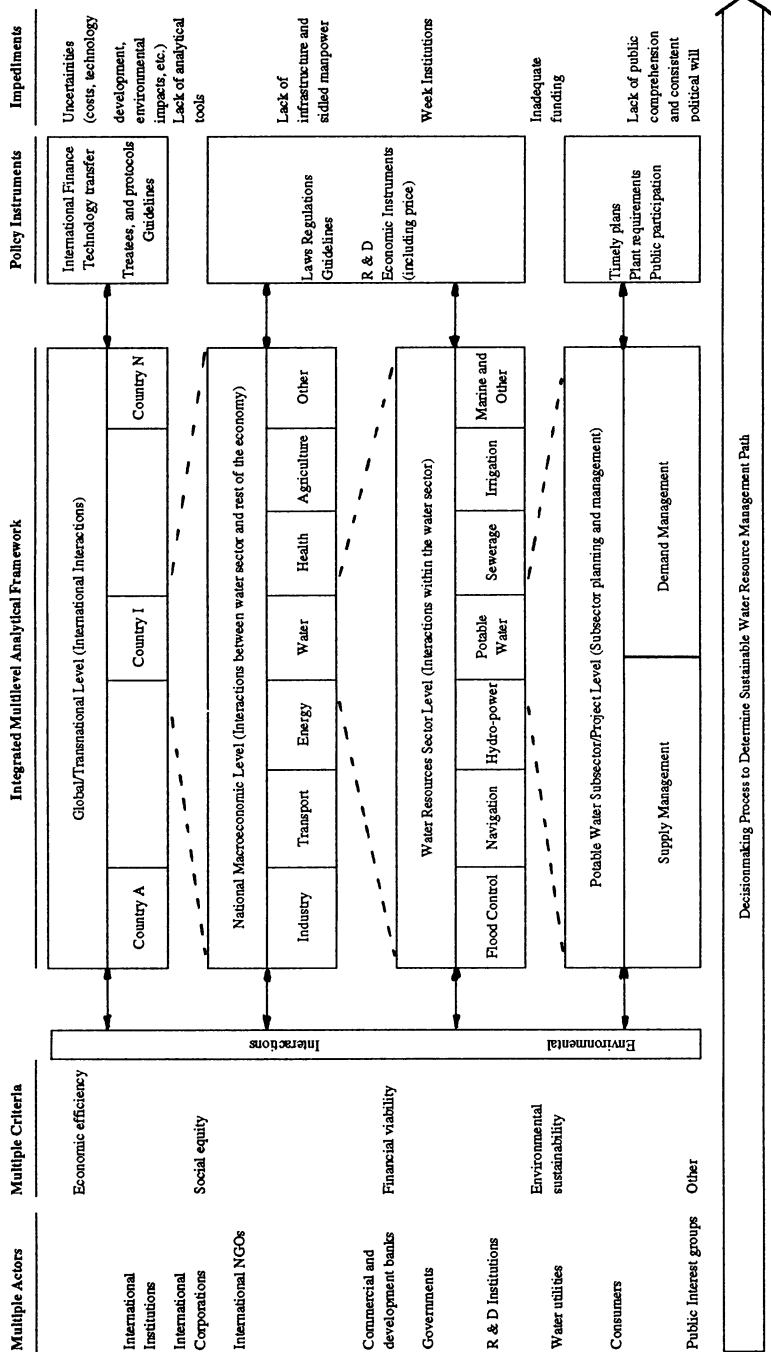 Multiple Actors
International
Institutions
International
Corporations
International NGOs
Commercial and
development banks
Governments
R & D Institutions
Water utilities
Consumers
Public Interest groups
Multiple Criteria
Economic efficiency
Social equity
Financial viability
Environmental
sustainability
Other
Interactions
Environmental
Integrated Multilevel Analytical Framework
Global/Transnational Level (International Interactions)
Country A
Country I
Country N
National Macroeconomic Level (Interactions between water sector and rest of the economy)
Industry
Transport
Energy
Water
Health
Agriculture
Other
Water Resources Sector Level (Interactions within the water sector)
Flood Control
Navigation
Hydro-power
Potable
Water
Sewerage
Irrigation
Marine and
Other
Potable Water Subsector/Project Level (Subsector planning and management)
Supply Management
Demand Management
Policy Instruments
International Finance
Technology transfer
Treatees, and protocols
Guidelines
Laws Regulations
Guidelines
R & D
Economic Instruments
(including price)
Timely plans
Plant requirements
Public participation
Impediments
Uncertainities
(costs, technology
development,
environmental
impacts, etc.)
Lack of analytical
tools
Lack of
infrastructure and
sidled manpower
Week Institutions
Inadequate
funding
Lack of public
comprehension
and consistent
political will
Decisionmaking Process to Determine Sustainable Water Resource Management Path